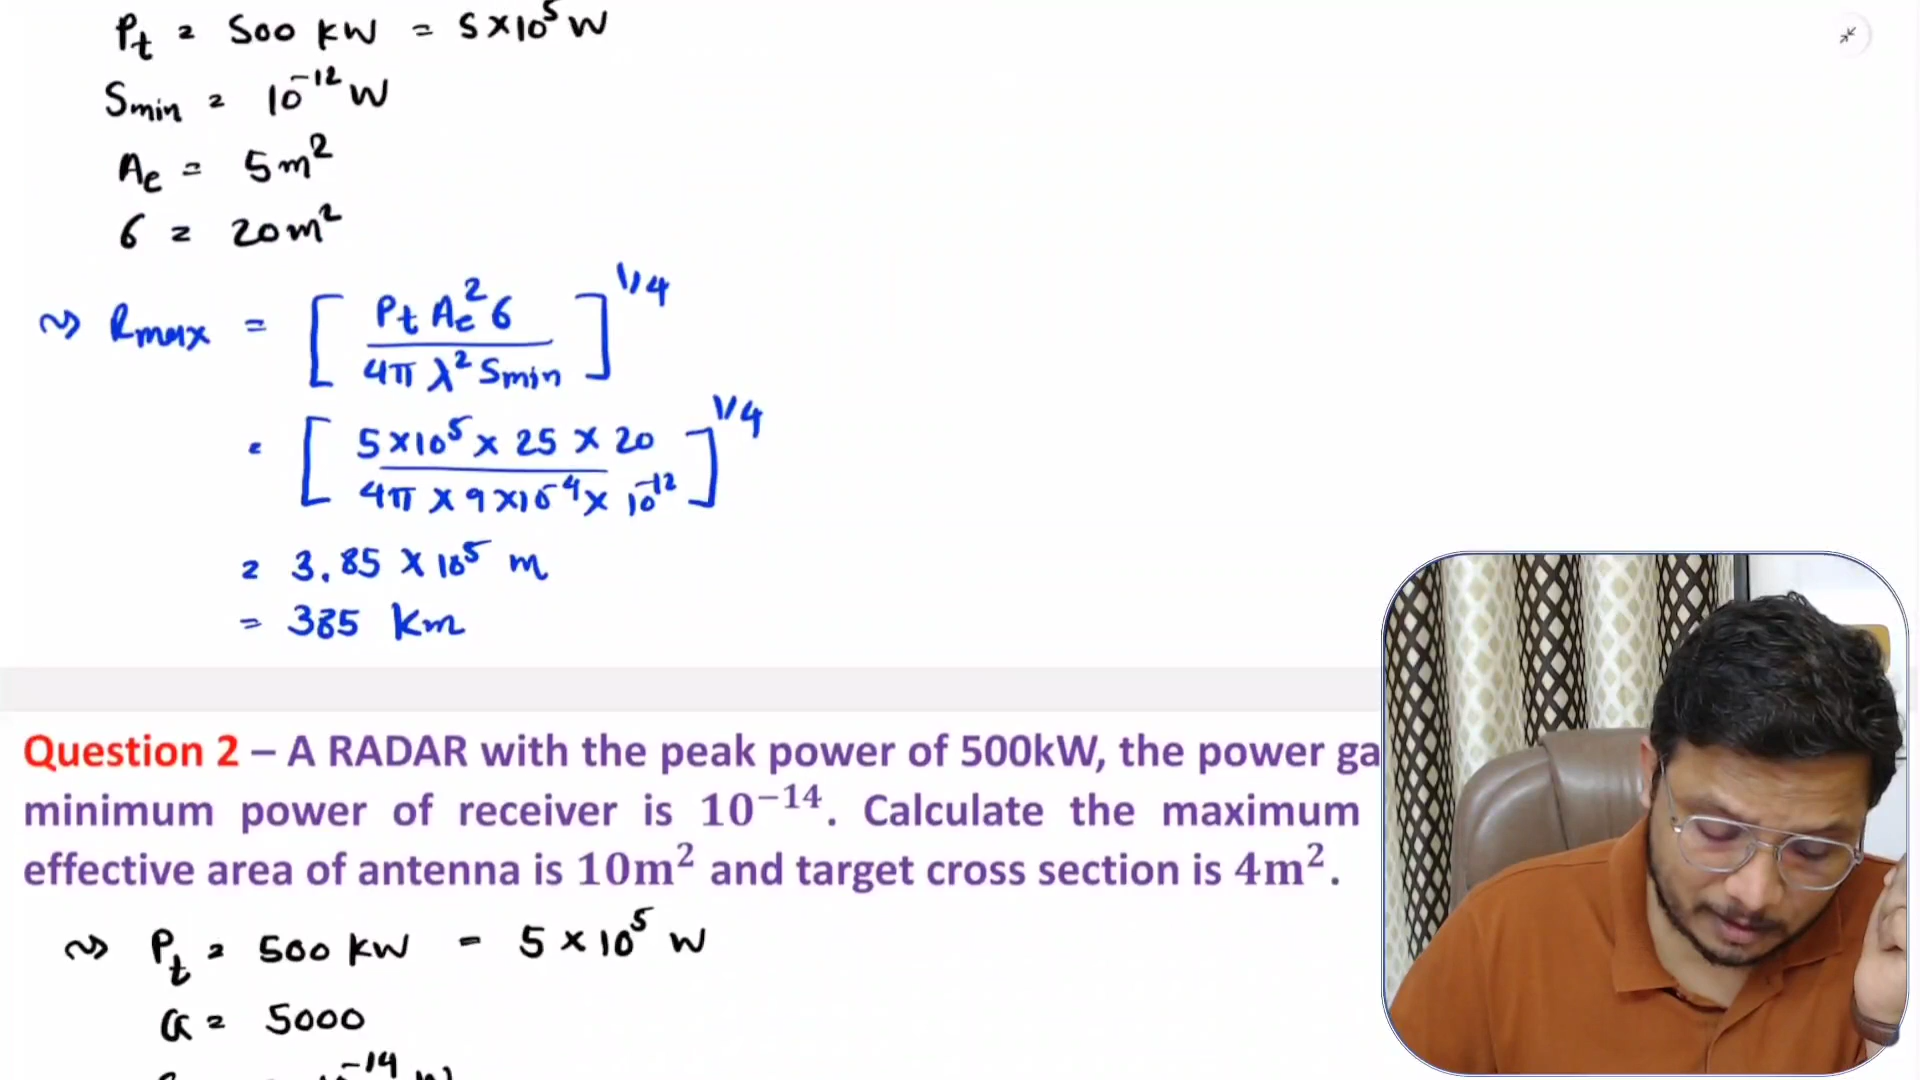 Pt = 500 kW = 5×10⁵ W
Smin = 10⁻¹² W
Ae = 5m²
σ = 20m²
⇝ Rmax = [ Pt Ae² σ / 4π λ² Smin ]^1/4
= [ 5×10⁵ × 25 × 20 / 4π × 9×10⁻⁴ × 10⁻¹² ]^1/4
= 3.85 × 10⁵ m
= 385 Km
Question 2 – A RADAR with the peak power of 500kW, the power ga
minimum power of receiver is 10⁻¹⁴. Calculate the maximum
effective area of antenna is 10m² and target cross section is 4m².
⇝ Pt = 500 kW = 5 × 10⁵ W
G = 5000
⁻¹⁴ W